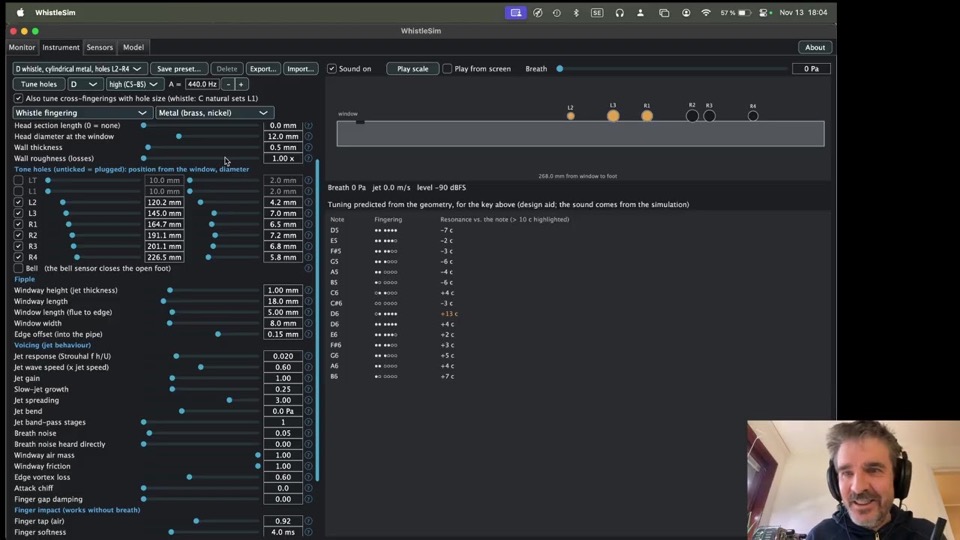 WhistleSim
SE
57 %
Nov 13 18:04
WhistleSim
Monitor Instrument Sensors Model About
D whistle, cylindrical metal, holes L2-R4 Save preset... Delete Export... Import...
Tune holes D high (C5-B5) A = 440.0 Hz - +
Also tune cross-fingerings with hole size (whistle: C natural sets L1)
Whistle fingering Metal (brass, nickel)
Head section length (0 = none) 0.0 mm ?
Head diameter at the window 12.0 mm ?
Wall thickness 0.5 mm ?
Wall roughness (losses) 1.00 x ?
Tone holes (unticked = plugged): position from the window, diameter
LT 10.0 mm 2.0 mm ?
L1 10.0 mm 2.0 mm ?
L2 120.2 mm 4.2 mm ?
L3 145.0 mm 7.0 mm ?
R1 164.7 mm 6.5 mm ?
R2 191.1 mm 7.2 mm ?
R3 201.1 mm 6.8 mm ?
R4 226.5 mm 5.8 mm ?
Bell (the bell sensor closes the open foot) ?
Fipple
Windway height (jet thickness) 1.00 mm ?
Windway length 18.0 mm ?
Window length (flue to edge) 5.00 mm ?
Window width 8.0 mm ?
Edge offset (into the pipe) 0.15 mm ?
Voicing (jet behaviour)
Jet response (Strouhal f h/U) 0.020 ?
Jet wave speed (x jet speed) 0.60 ?
Jet gain 1.00 ?
Slow-jet growth 0.25 ?
Jet spreading 3.00 ?
Jet bend 0.0 Pa ?
Jet band-pass stages 1 ?
Breath noise 0.05 ?
Breath noise heard directly 0.00 ?
Windway air mass 1.00 ?
Windway friction 1.00 ?
Edge vortex loss 0.60 ?
Attack chiff 0.0 ?
Finger gap damping 0.00 ?
Finger impact (works without breath)
Finger tap (air) 0.92 ?
Finger softness 4.0 ms ?
Sound on Play scale Play from screen Breath 0 Pa
window L2 L3 R1 R2 R3 R4
268.0 mm from window to foot
Breath 0 Pa jet 0.0 m/s level -90 dBFS
Tuning predicted from the geometry, for the key above (design aid; the sound comes from the simulation)
Note Fingering Resonance vs. the note (> 10 c highlighted)
D5 -7 c
E5 -2 c
F#5 -3 c
G5 -6 c
A5 -4 c
B5 -6 c
C6 +4 c
C#6 -3 c
D6 +13 c
D6 +4 c
E6 +2 c
F#6 +3 c
G6 +5 c
A6 +4 c
B6 +7 c